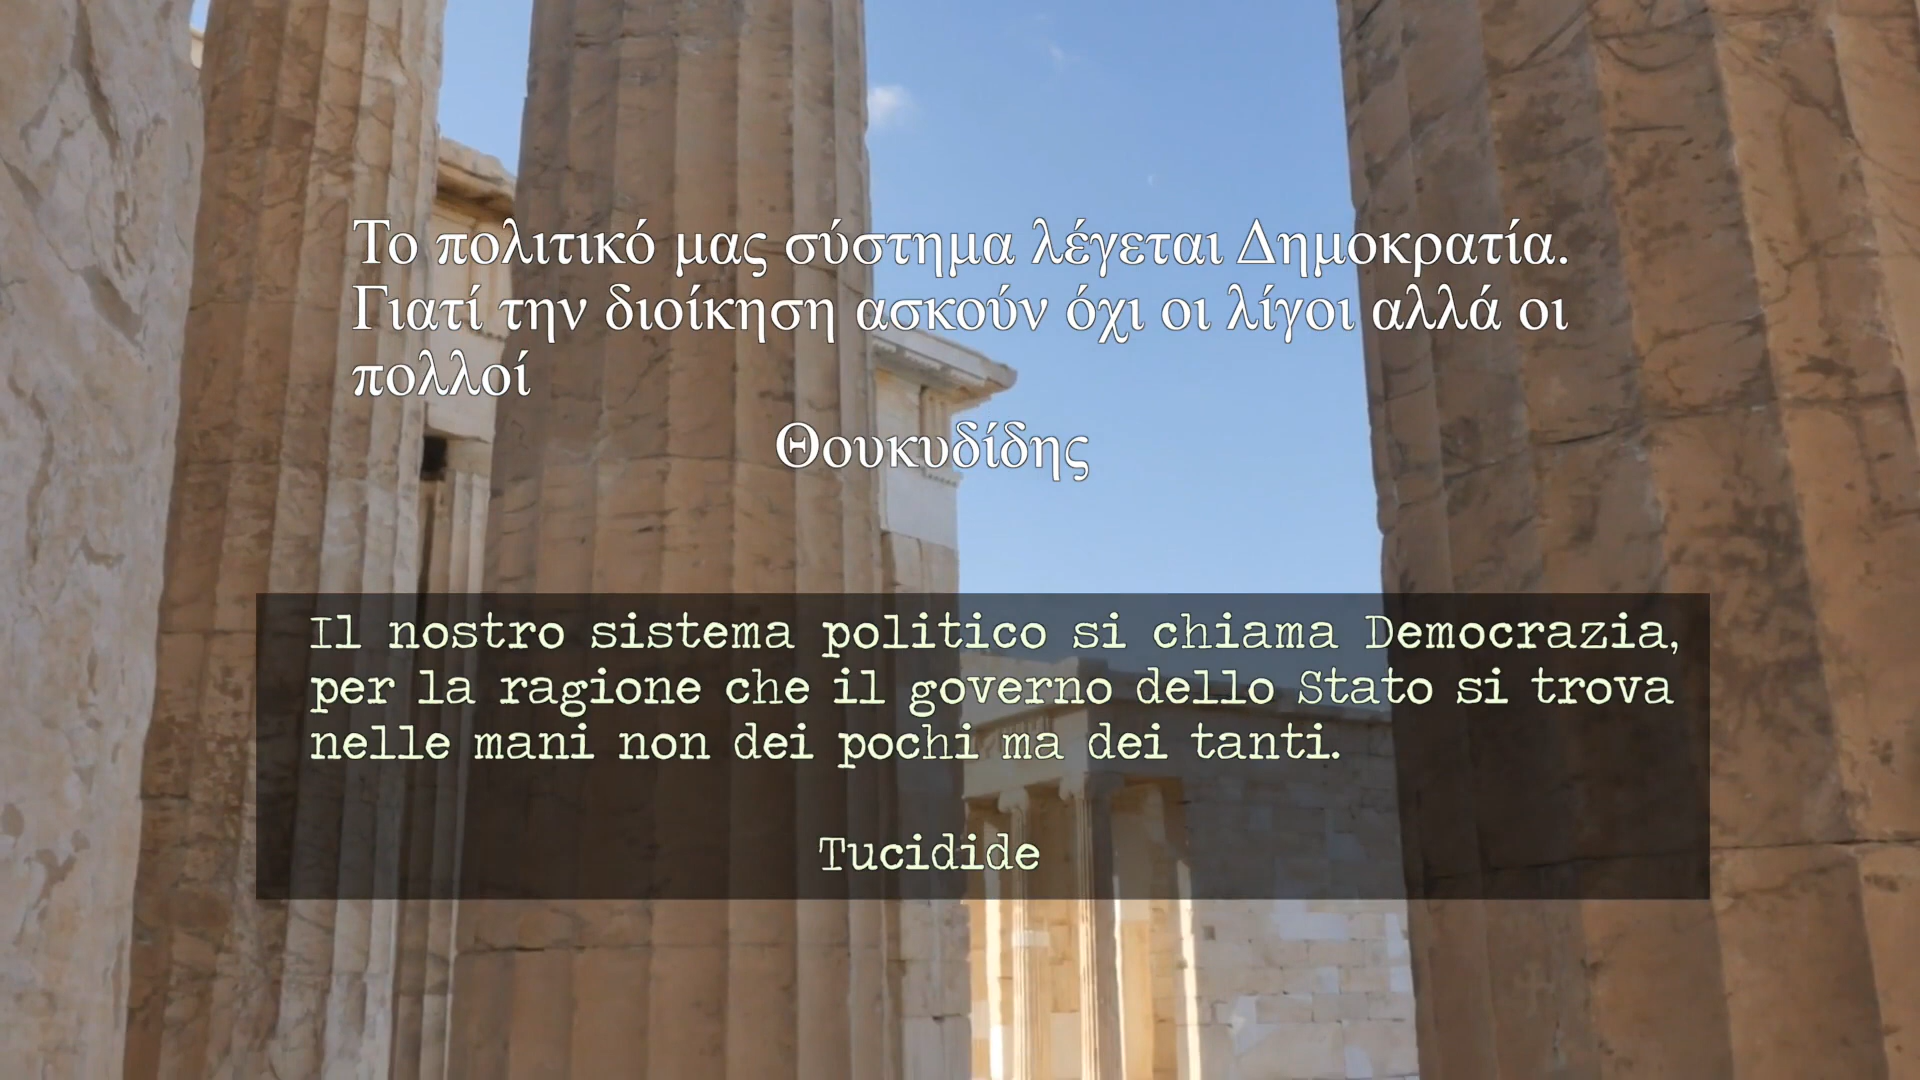 Το πολιτικό μας σύστημα λέγεται Δημοκρατία.
Γιατί την διοίκηση ασκούν όχι οι λίγοι αλλά οι
πολλοί
Θουκυδίδης
Il nostro sistema politico si chiama Democrazia,
per la ragione che il governo dello Stato si trova
nelle mani non dei pochi ma dei tanti.
Tucidide